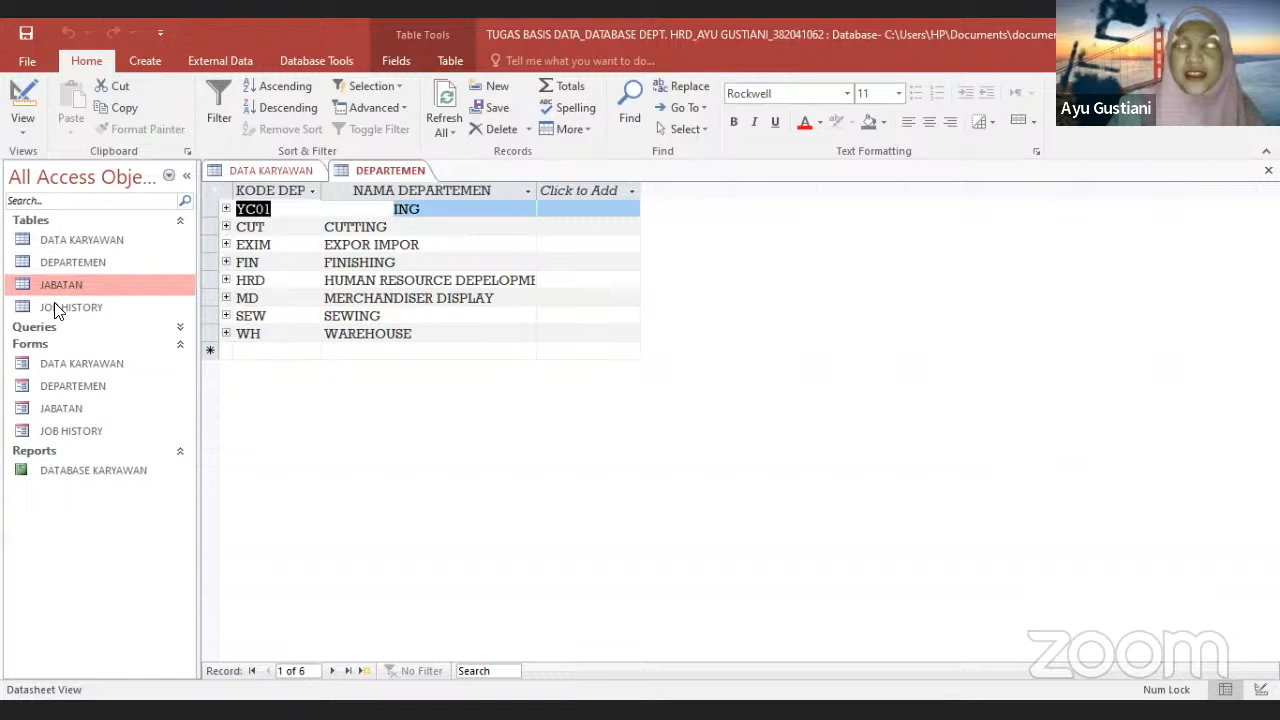 Table Tools
TUGAS BASIS DATA_DATABASE DEPT. HRD_AYU GUSTIANI_382041062 : Database- C:\Users\HP\Documents\docume
File Home Create External Data Database Tools Fields Table Tell me what you want to do...
Ayu Gustiani
View
Views
Paste
Cut
Copy
Format Painter
Clipboard
Filter
Ascending
Descending
Remove Sort
Selection
Advanced
Toggle Filter
Sort & Filter
Refresh
All
New
Save
Delete
Totals
Spelling
More
Records
Find
Replace
Go To
Select
Find
Rockwell 11
B I U A
Text Formatting
All Access Obje...
Search...
Tables
DATA KARYAWAN
DEPARTEMEN
JABATAN
JOB HISTORY
Queries
Forms
DATA KARYAWAN
DEPARTEMEN
JABATAN
JOB HISTORY
Reports
DATABASE KARYAWAN
DATA KARYAWAN DEPARTEMEN
KODE DEP NAMA DEPARTEMEN Click to Add
YC01 ING
CUT CUTTING
EXIM EXPOR IMPOR
FIN FINISHING
HRD HUMAN RESOURCE DEPELOPME
MD MERCHANDISER DISPLAY
SEW SEWING
WH WAREHOUSE
Record: 1 of 6 No Filter Search
zoom
Datasheet View
Num Lock